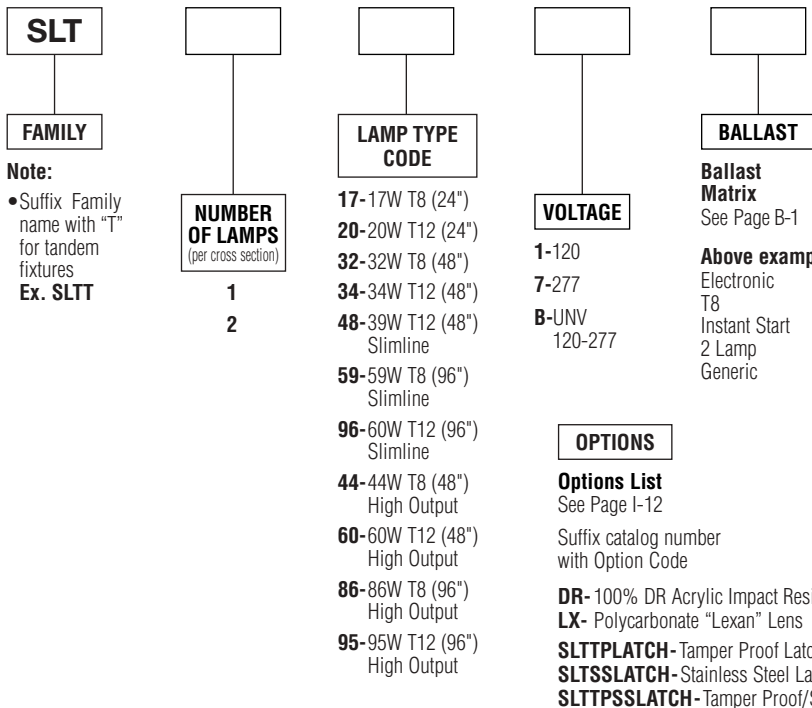 SLT
FAMILY
Note:
•Suffix Family
name with “T”
for tandem
fixtures
Ex. SLTT
NUMBER
OF LAMPS
(per cross section)
1
2
LAMP TYPE
CODE
17-17W T8 (24")
20-20W T12 (24")
32-32W T8 (48")
34-34W T12 (48")
48-39W T12 (48")
Slimline
59-59W T8 (96")
Slimline
96-60W T12 (96")
Slimline
44-44W T8 (48")
High Output
60-60W T12 (48")
High Output
86-86W T8 (96")
High Output
95-95W T12 (96")
High Output
VOLTAGE
1-120
7-277
B-UNV
120-277
BALLAST
Ballast
Matrix
See Page B-1
Above
Electronic
T8
Instant Start
2 Lamp
Generic
OPTIONS
Options List
See Page I-12
Suffix catalog number
with Option Code
DR- 100% DR Acrylic Impact
LX- Polycarbonate “Lexan” Lens
SLTTPLATCH-Tamper Proof
SLTSSLATCH-Stainless Steel
SLTTPSSLATCH-Tamper